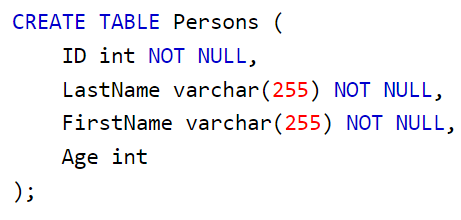 CREATE TABLE Persons (
    ID int NOT NULL,
    LastName varchar(255) NOT NULL,
    FirstName varchar(255) NOT NULL,
    Age int
);